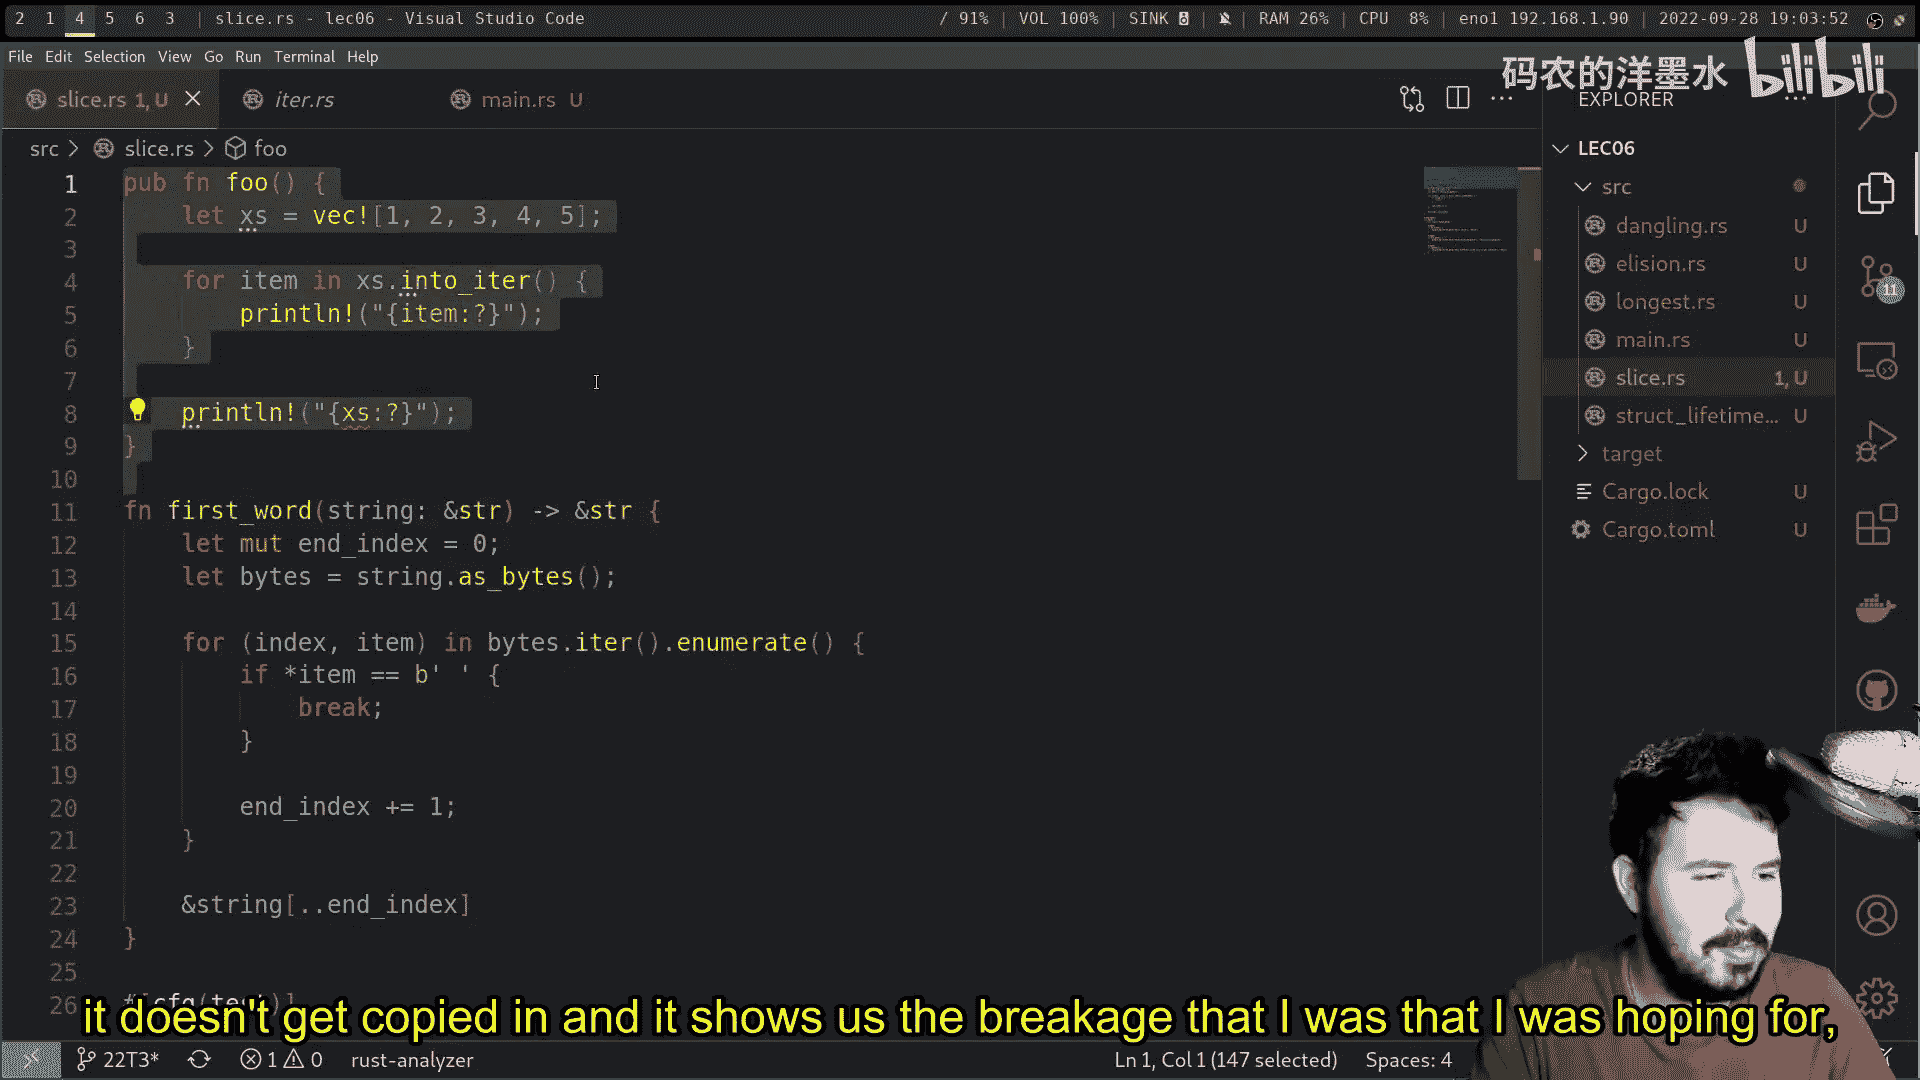 2 1 4 5 6 3 | slice.rs - lec06 - Visual Studio Code / 91% | VOL 100% | SINK | | RAM 26% | CPU 8% | eno1 192.168.1.90 | 2022-09-28 19:03:52
File Edit Selection View Go Run Terminal Help
码农的洋墨水 bilibili
slice.rs 1, U iter.rs main.rs U
src > slice.rs > foo
1 pub fn foo() {
2 let xs = vec![1, 2, 3, 4, 5];
3
4 for item in xs.into_iter() {
5 println!("{item:?}");
6 }
7
8 println!("{xs:?}");
9 }
10
11 fn first_word(string: &str) -> &str {
12 let mut end_index = 0;
13 let bytes = string.as_bytes();
14
15 for (index, item) in bytes.iter().enumerate() {
16 if *item == b' ' {
17 break;
18 }
19
20 end_index += 1;
21 }
22
23 &string[..end_index]
24 }
25
26 #[cfg(test)]
EXPLORER
LEC06
src
dangling.rs U
elision.rs U
longest.rs U
main.rs U
slice.rs 1, U
struct_lifetime... U
target
Cargo.lock U
Cargo.toml U
11
it doesn't get copied in and it shows us the breakage that I was that I was hoping for,
22T3* 1 0 rust-analyzer Ln 1, Col 1 (147 selected) Spaces: 4